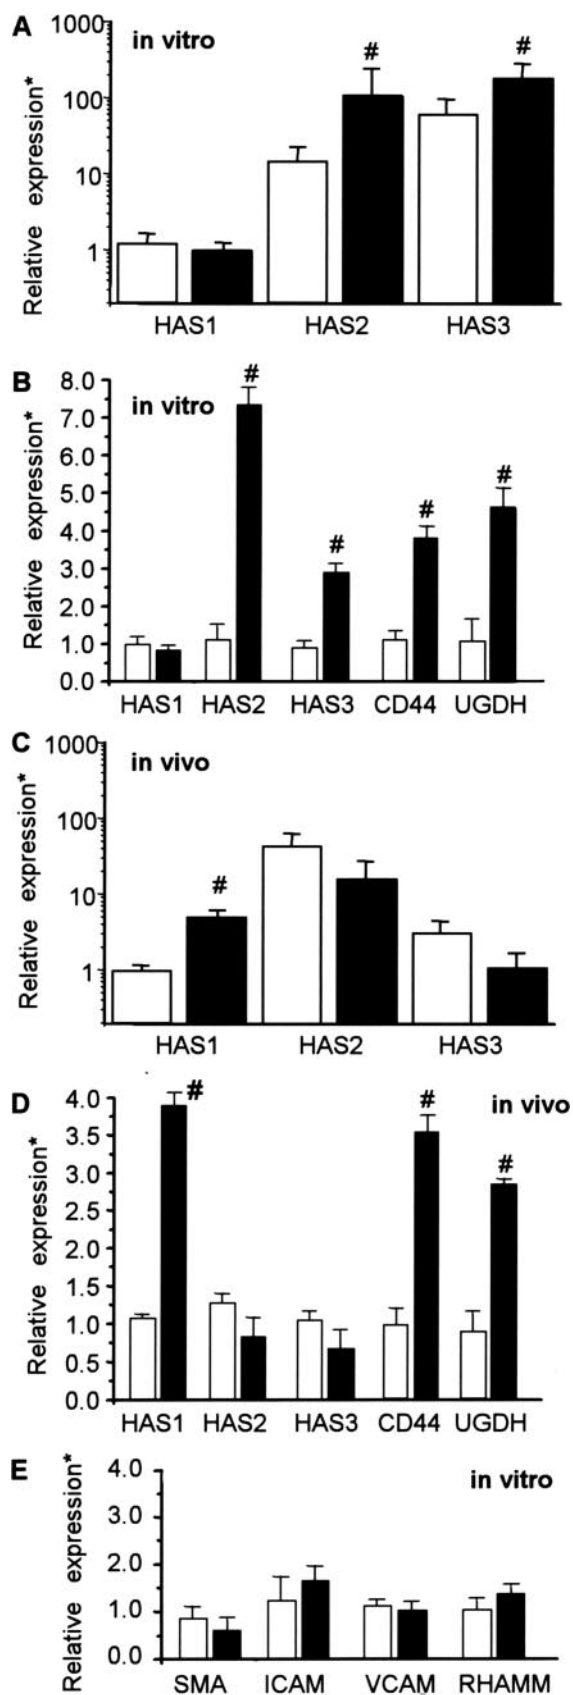 A
in vitro
Relative expression*
1000
100
10
1
# #
HAS1 HAS2 HAS3
B
in vitro
Relative expression*
8.0
7.0
6.0
5.0
4.0
3.0
2.0
1.0
0.0
# # # #
HAS1 HAS2 HAS3 CD44 UGDH
C
in vivo
Relative expression*
1000
100
10
1
#
HAS1 HAS2 HAS3
D
in vivo
Relative expression*
4.0
3.5
3.0
2.5
2.0
1.5
1.0
0.5
0.0
# # #
HAS1 HAS2 HAS3 CD44 UGDH
E
in vitro
Relative expression*
4.0
3.0
2.0
1.0
0.0
SMA ICAM VCAM RHAMM